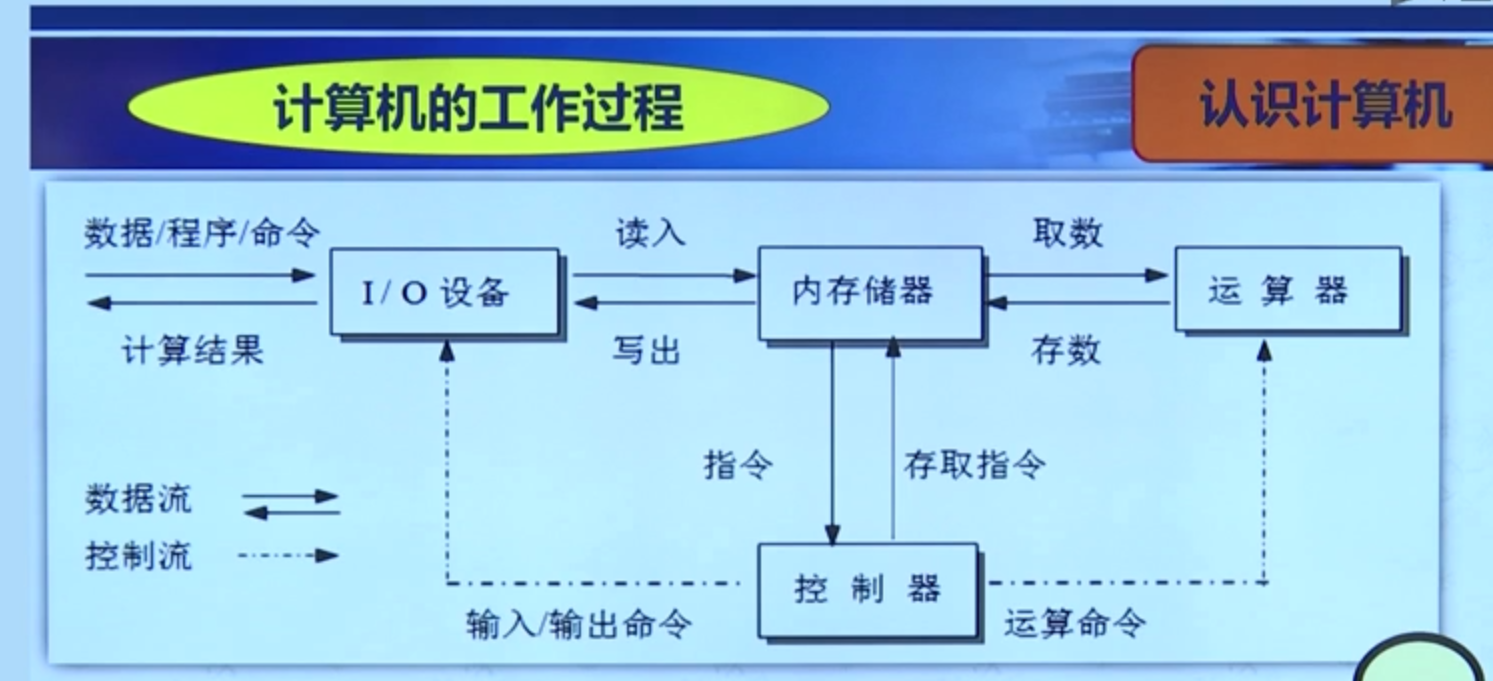 计算机的工作过程
认识计算机
数据/程序/命令
读入
取数
I/O 设备
内存储器
运 算 器
计算结果
写出
存数
指令
存取指令
数据流
控制流
控 制 器
输入/输出命令
运算命令